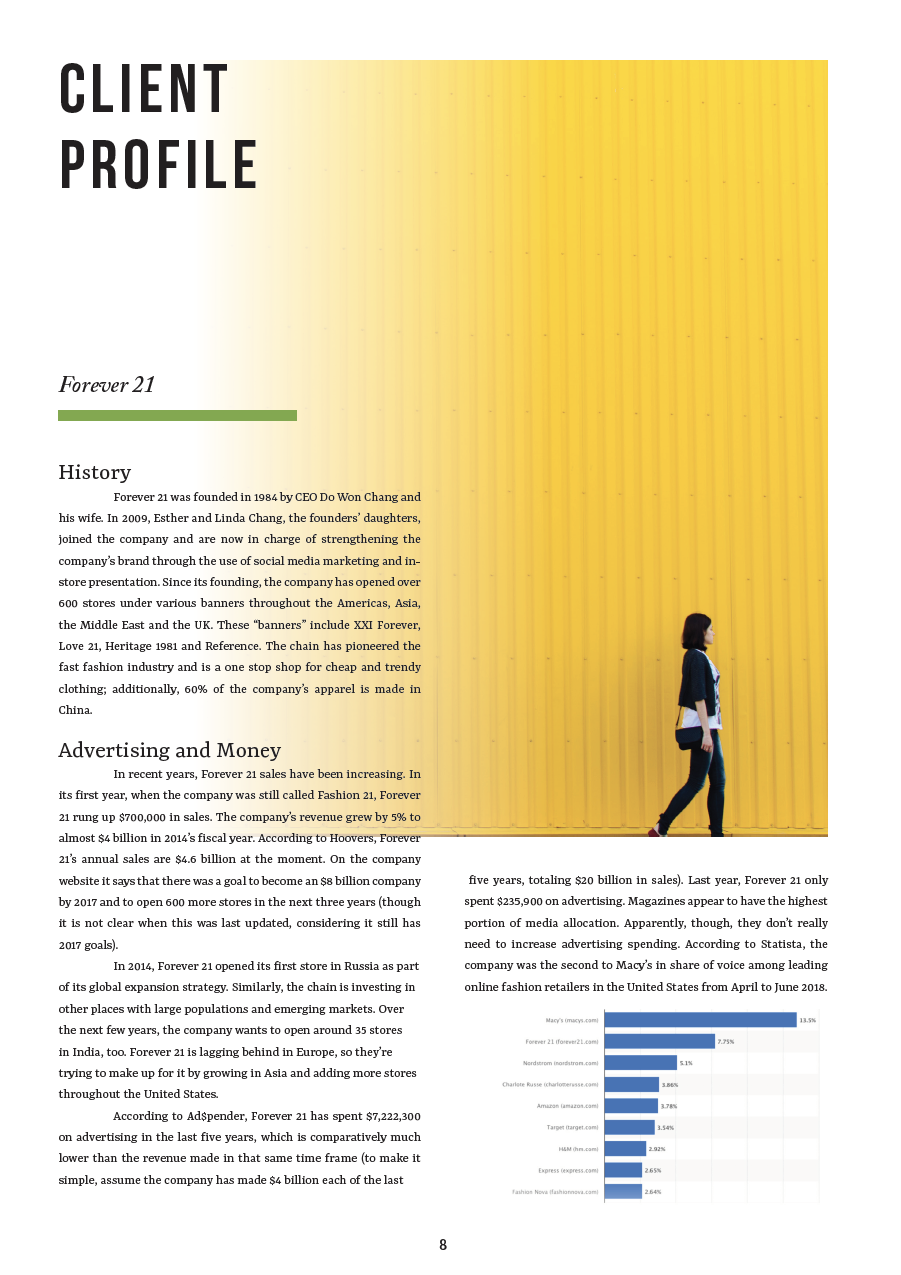 CLIENT
PROFILE
Forever 21
History
Forever 21 was founded in 1984 by CEO Do Won Chang and
his wife. In 2009, Esther and Linda Chang, the founders’ daughters,
joined the company and are now in charge of strengthening the
company’s brand through the use of social media marketing and in-
store presentation. Since its founding, the company has opened over
600 stores under various banners throughout the Americas, Asia,
the Middle East and the UK. These “banners” include XXI Forever,
Love 21, Heritage 1981 and Reference. The chain has pioneered the
fast fashion industry and is a one stop shop for cheap and trendy
clothing; additionally, 60% of the company’s apparel is made in
China.
Advertising and Money
In recent years, Forever 21 sales have been increasing. In
its first year, when the company was still called Fashion 21, Forever
21 rung up $700,000 in sales. The company’s revenue grew by 5% to
almost $4 billion in 2014’s fiscal year. According to Hoovers, Forever
21’s annual sales are $4.6 billion at the moment. On the company
website it says that there was a goal to become an $8 billion company
by 2017 and to open 600 more stores in the next three years (though
it is not clear when this was last updated, considering it still has
2017 goals).
In 2014, Forever 21 opened its first store in Russia as part
of its global expansion strategy. Similarly, the chain is investing in
other places with large populations and emerging markets. Over
the next few years, the company wants to open around 35 stores
in India, too. Forever 21 is lagging behind in Europe, so they’re
trying to make up for it by growing in Asia and adding more stores
throughout the United States.
According to Ad$pender, Forever 21 has spent $7,222,300
on advertising in the last five years, which is comparatively much
lower than the revenue made in that same time frame (to make it
simple, assume the company has made $4 billion each of the last
five years, totaling $20 billion in sales). Last year, Forever 21 only
spent $235,900 on advertising. Magazines appear to have the highest
portion of media allocation. Apparently, though, they don’t really
need to increase advertising spending. According to Statista, the
company was the second to Macy’s in share of voice among leading
online fashion retailers in the United States from April to June 2018.
Macy's (macys.com) 13.5%
Forever 21 (forever21.com) 7.75%
Nordstrom (nordstrom.com) 5.1%
Charlote Russe (charlotterusse.com) 3.86%
Amazon (amazon.com) 3.78%
Target (target.com) 3.54%
H&M (hm.com) 2.92%
Express (express.com) 2.65%
Fashion Nova (fashionnova.com) 2.64%
8